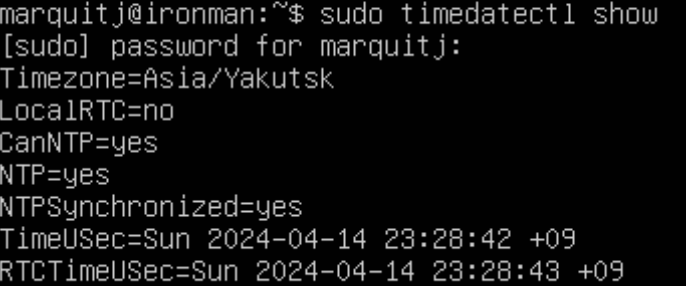 marquitj@ironman:~$ sudo timedatectl show
[sudo] password for marquitj:
Timezone=Asia/Yakutsk
LocalRTC=no
CanNTP=yes
NTP=yes
NTPSynchronized=yes
TimeUSec=Sun 2024-04-14 23:28:42 +09
RTCTimeUSec=Sun 2024-04-14 23:28:43 +09